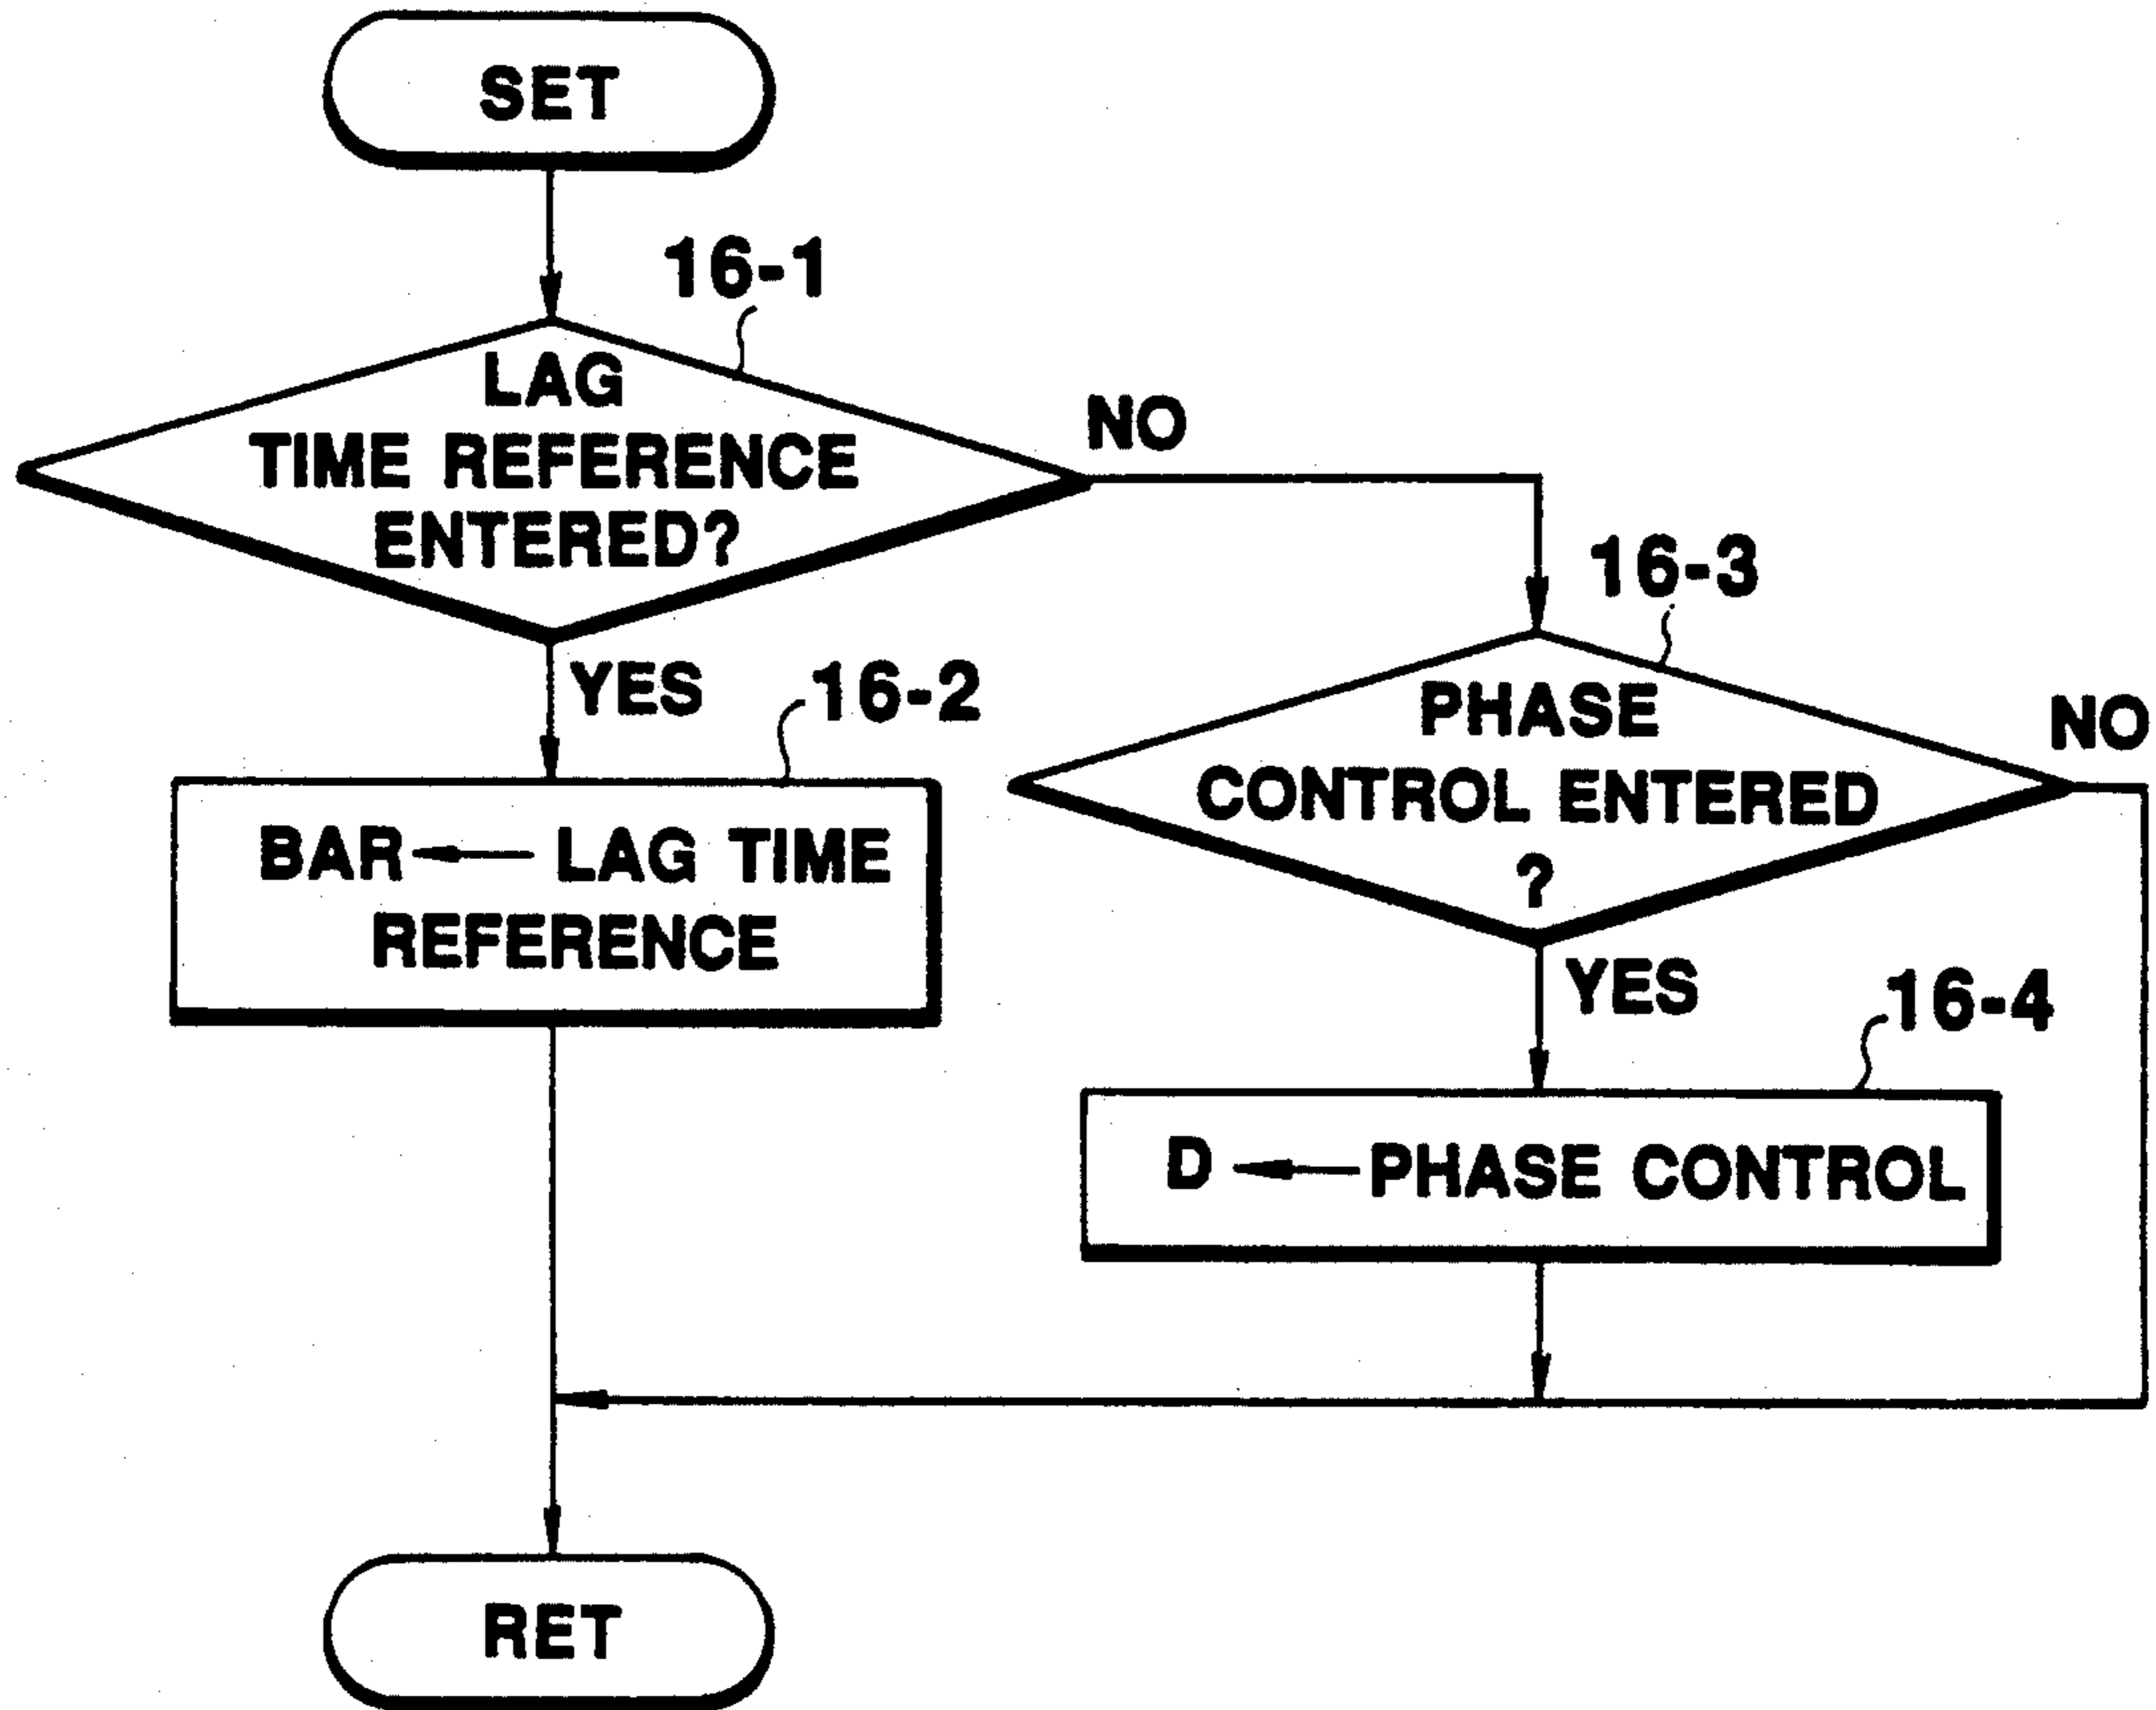 SET
16-1
LAG
TIME REFERENCE
ENTERED?
NO
YES
16-2
BAR ← LAG TIME
REFERENCE
16-3
PHASE
CONTROL ENTERED
?
NO
YES
16-4
D ← PHASE CONTROL
RET